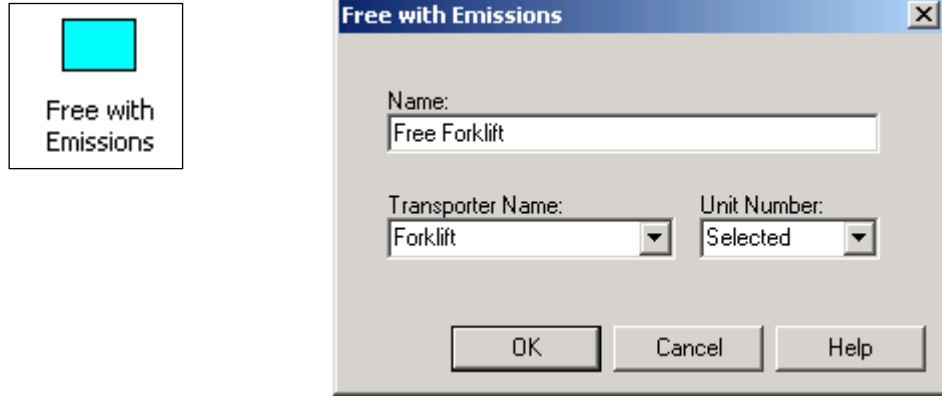 Free with
Emissions
Free with Emissions
Name:
Free Forklift
Transporter Name: Unit Number:
Forklift Selected
OK Cancel Help